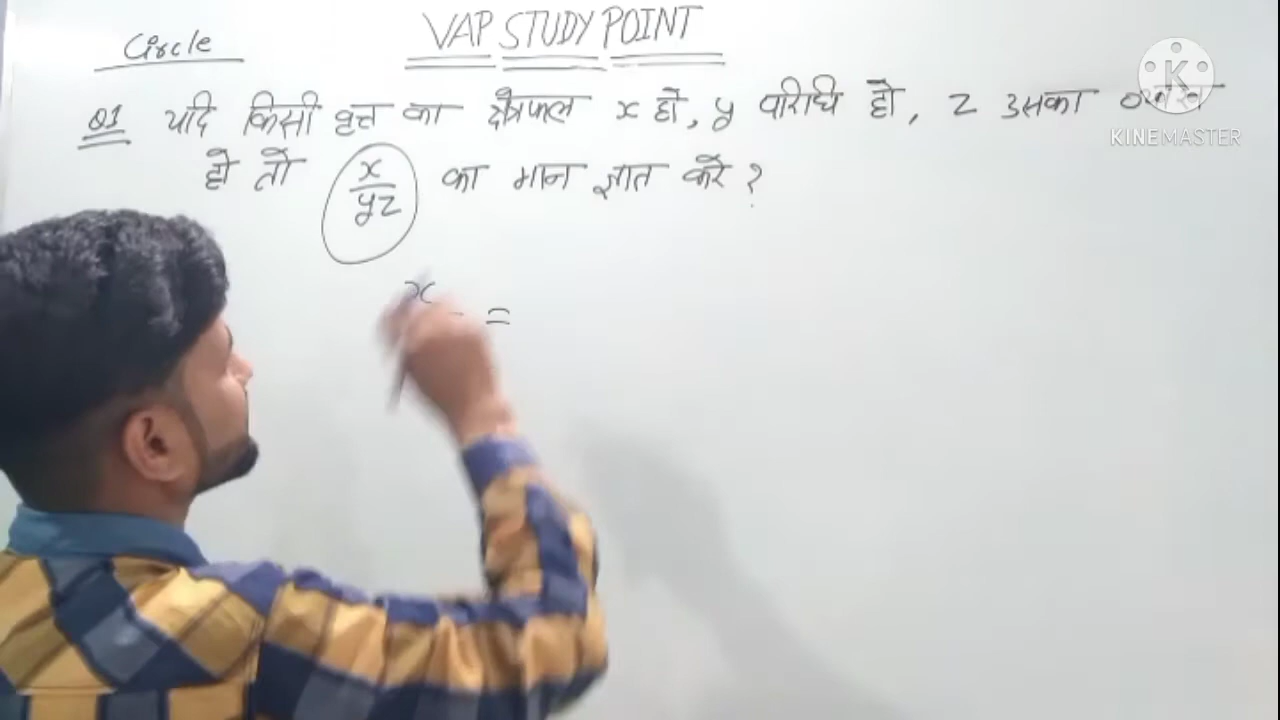 Circle
VAP STUDY POINT
Q1 यदि किसी वृत्त का क्षेत्रफल x हो, y परिधि हो, z उसका
हो तो x/yz का मान ज्ञात करे ?
x =
K
KINEMASTER